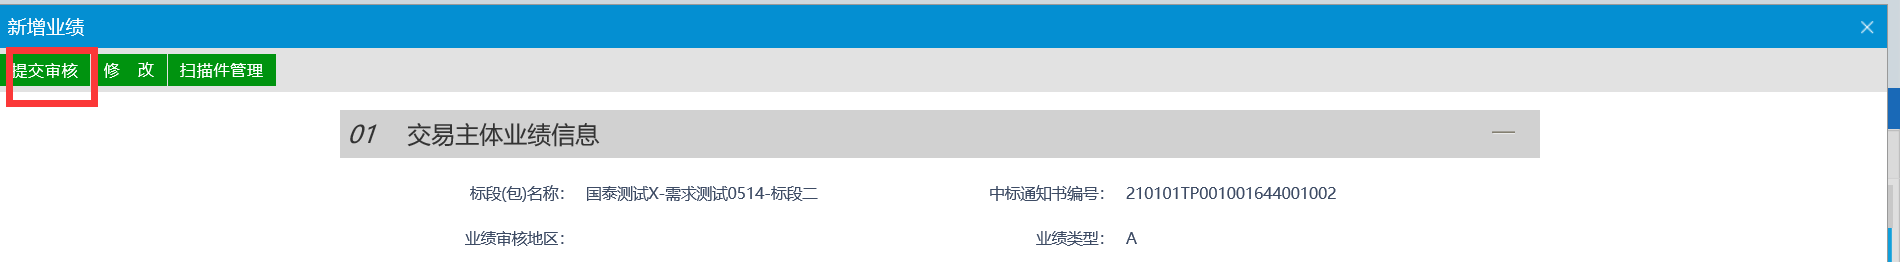 新增业绩
提交审核 修 改 扫描件管理
01 交易主体业绩信息
标段(包)名称： 国泰测试X-需求测试0514-标段二 中标通知书编号： 210101TP001001644001002
业绩审核地区： 业绩类型： A